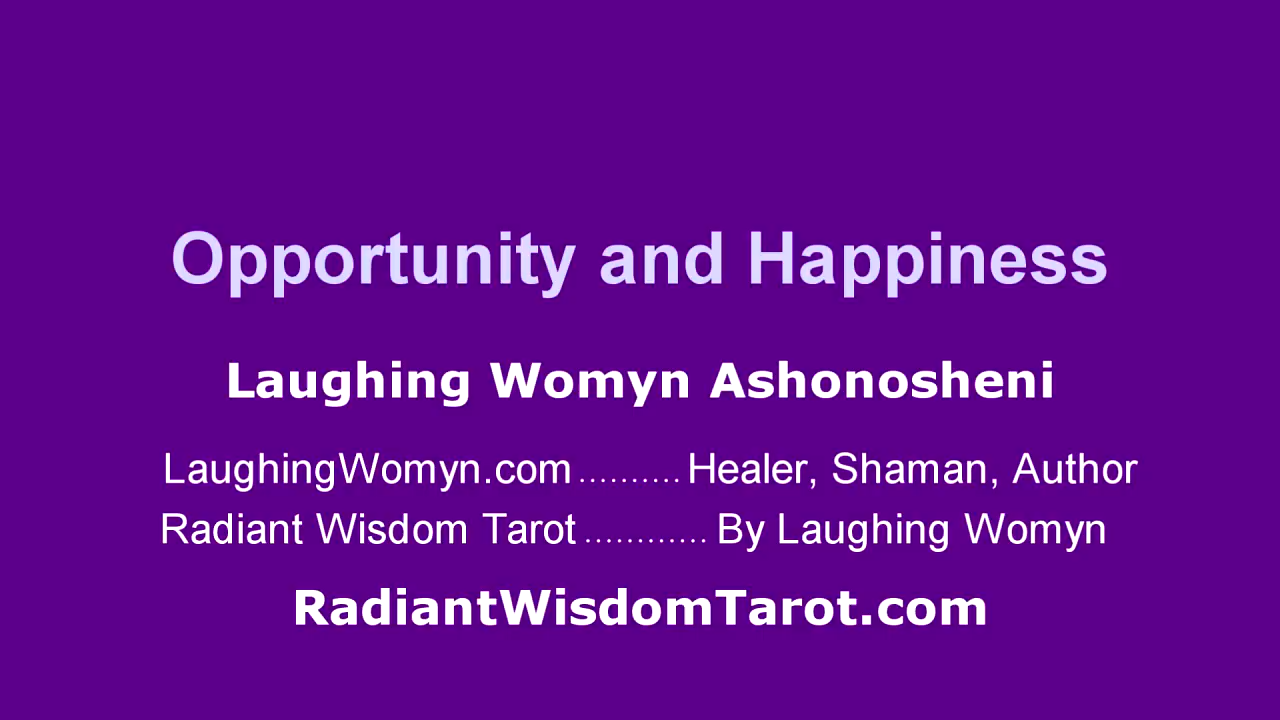 Opportunity and Happiness
Laughing Womyn Ashonosheni
LaughingWomyn.com .......... Healer, Shaman, Author
Radiant Wisdom Tarot ............ By Laughing Womyn
RadiantWisdomTarot.com